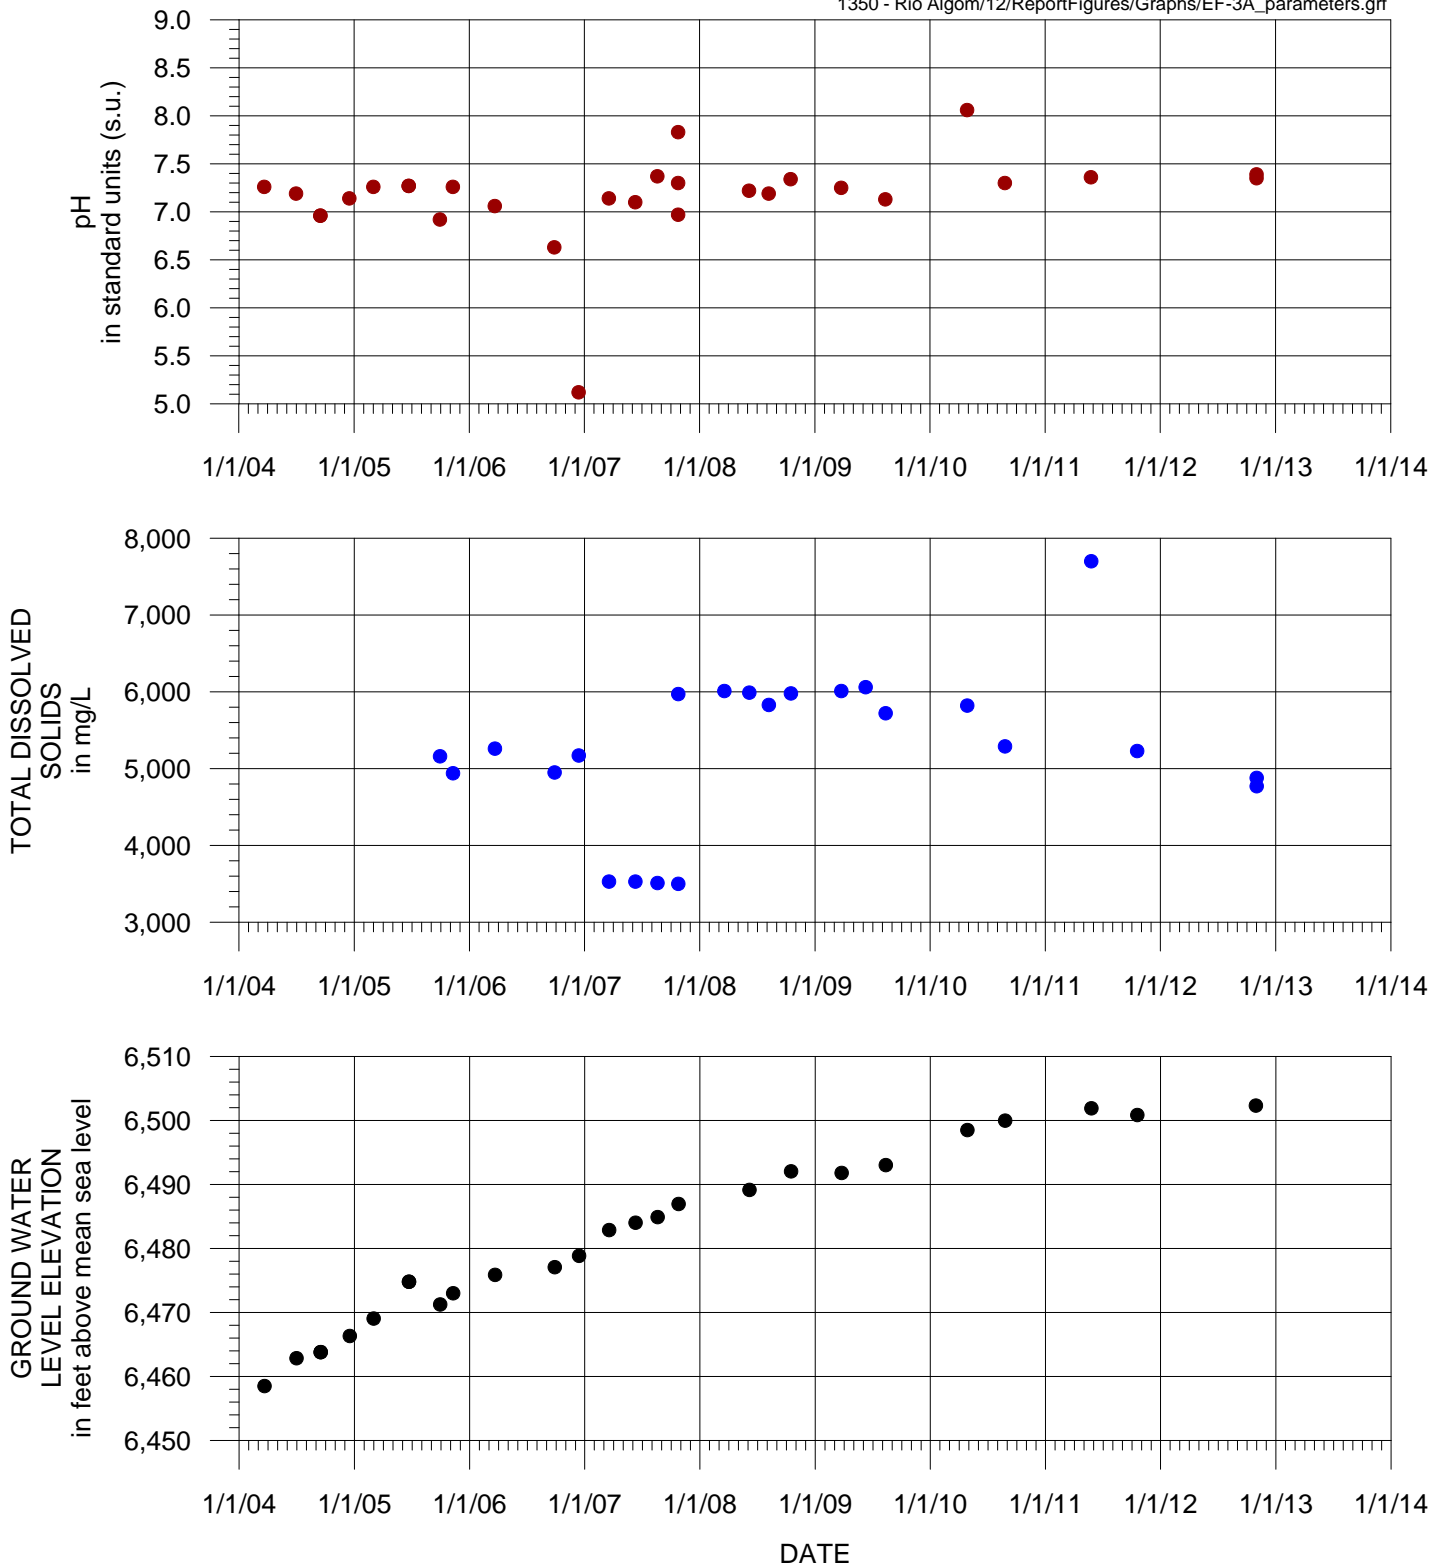 1350 - Rio Algom/12/ReportFigures/Graphs/EF-3A_parameters.grf
9.0
8.5
8.0
7.5
7.0
6.5
6.0
5.5
5.0
pH
in standard units (s.u.)
1/1/04 1/1/05 1/1/06 1/1/07 1/1/08 1/1/09 1/1/10 1/1/11 1/1/12 1/1/13 1/1/14
8,000
7,000
6,000
5,000
4,000
3,000
TOTAL DISSOLVED
SOLIDS
in mg/L
1/1/04 1/1/05 1/1/06 1/1/07 1/1/08 1/1/09 1/1/10 1/1/11 1/1/12 1/1/13 1/1/14
6,510
6,500
6,490
6,480
6,470
6,460
6,450
GROUND WATER
LEVEL ELEVATION
in feet above mean sea level
1/1/04 1/1/05 1/1/06 1/1/07 1/1/08 1/1/09 1/1/10 1/1/11 1/1/12 1/1/13 1/1/14
DATE